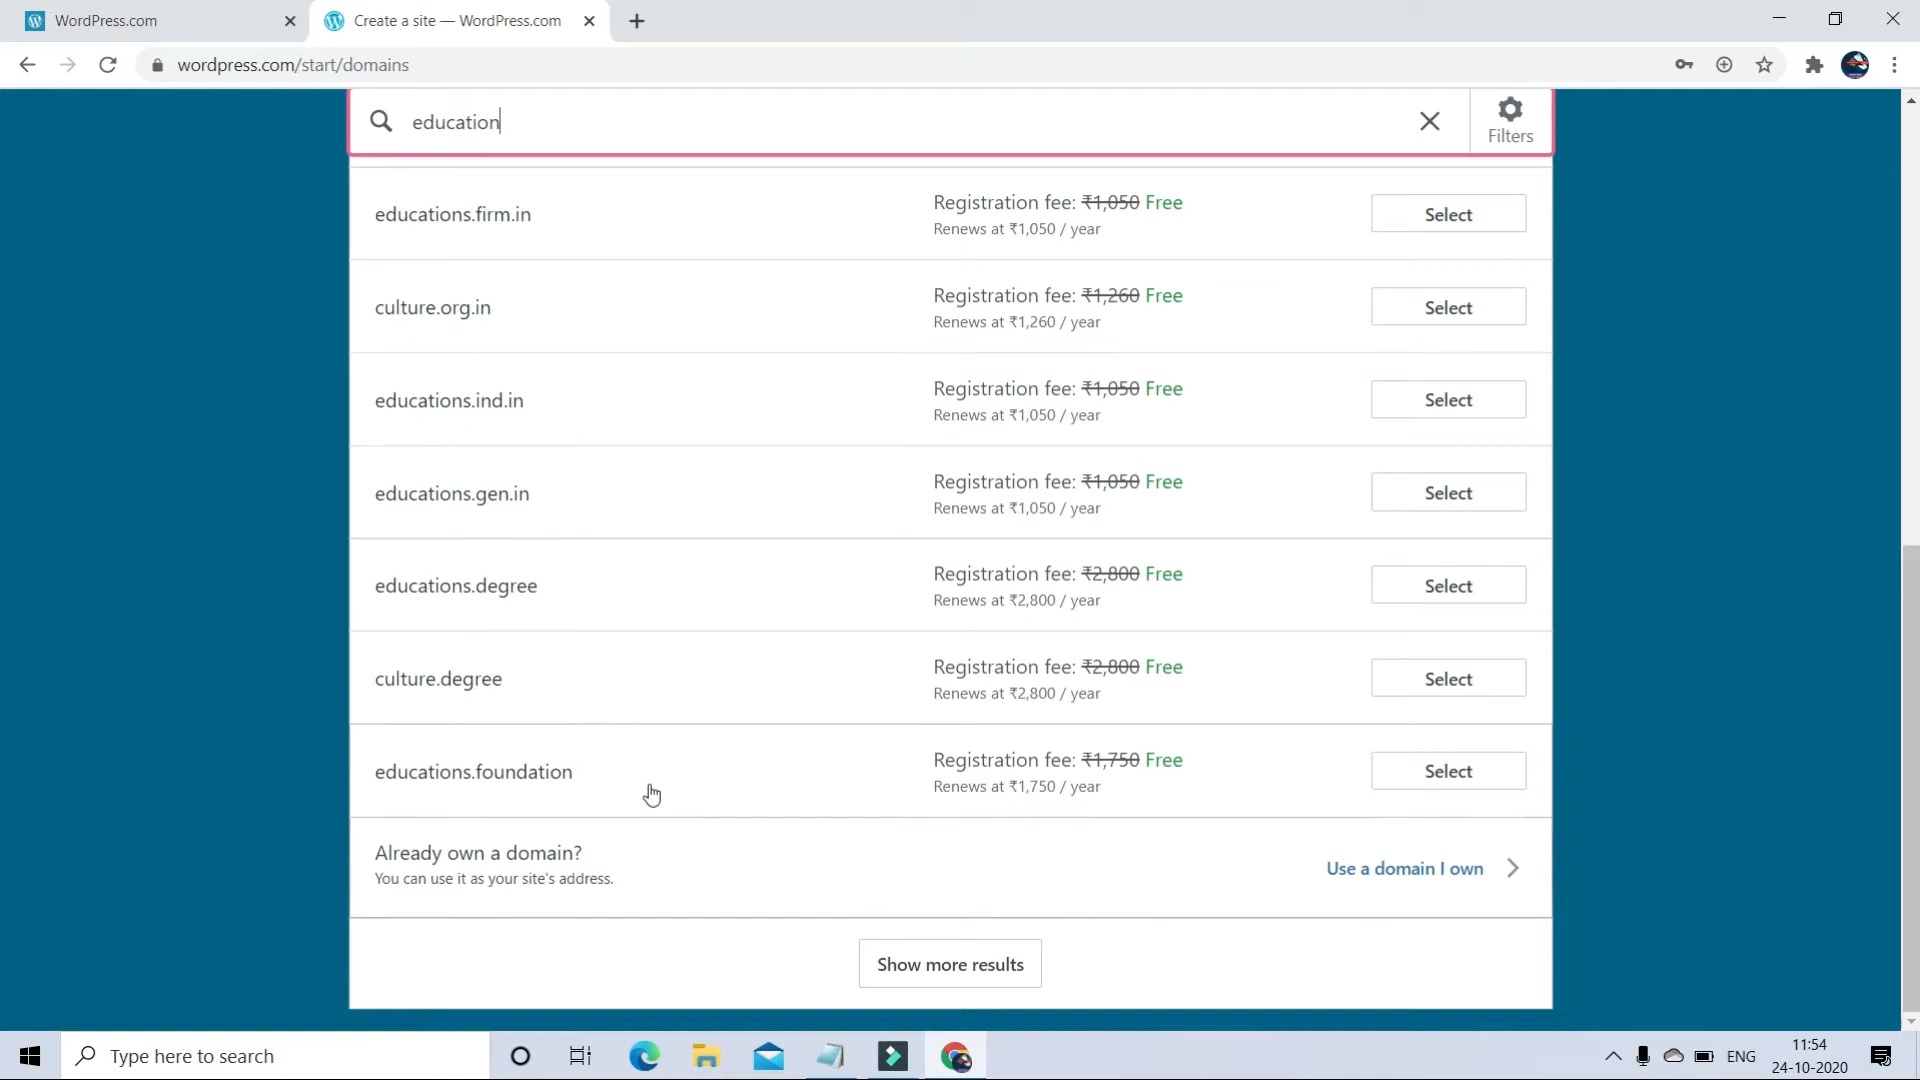 WordPress.com
Create a site — WordPress.com
wordpress.com/start/domains
education
Filters
educations.firm.in
Registration fee: ₹1,050 Free
Renews at ₹1,050 / year
Select
culture.org.in
Registration fee: ₹1,260 Free
Renews at ₹1,260 / year
Select
educations.ind.in
Registration fee: ₹1,050 Free
Renews at ₹1,050 / year
Select
educations.gen.in
Registration fee: ₹1,050 Free
Renews at ₹1,050 / year
Select
educations.degree
Registration fee: ₹2,800 Free
Renews at ₹2,800 / year
Select
culture.degree
Registration fee: ₹2,800 Free
Renews at ₹2,800 / year
Select
educations.foundation
Registration fee: ₹1,750 Free
Renews at ₹1,750 / year
Select
Already own a domain?
You can use it as your site's address.
Use a domain I own
Show more results
Type here to search
ENG
11:54
24-10-2020